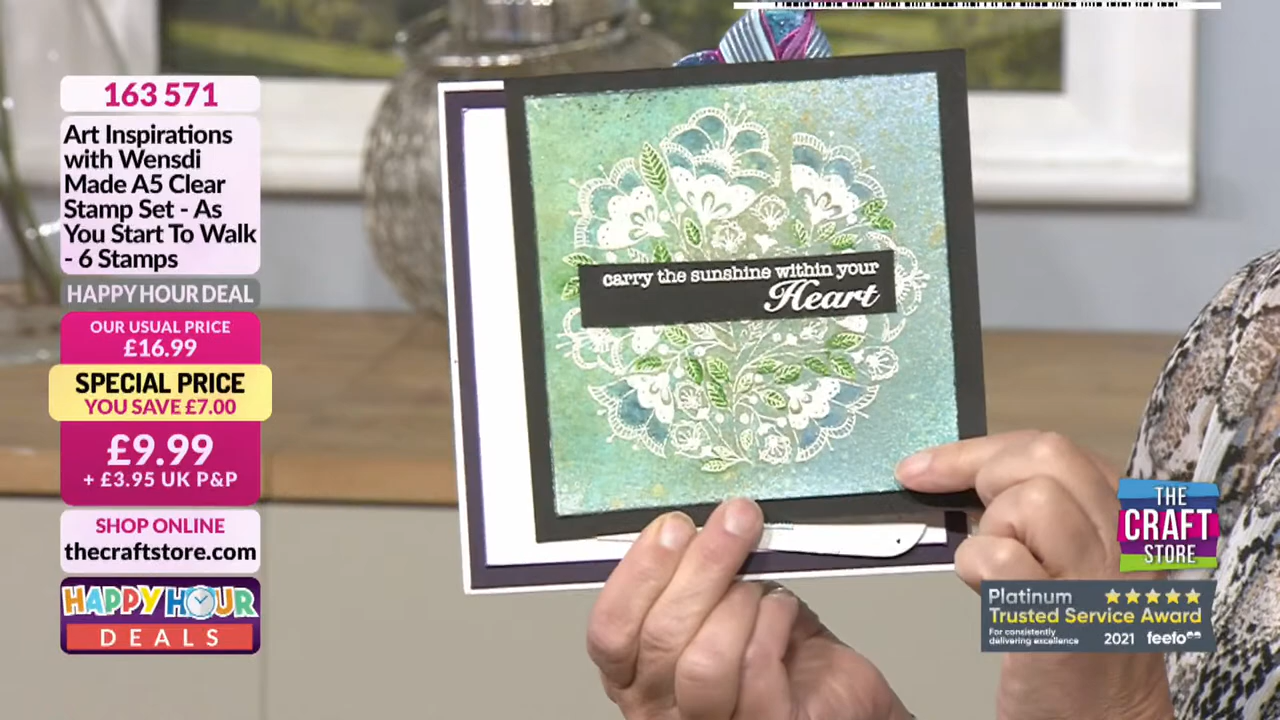 163 571
Art Inspirations
with Wensdi
Made A5 Clear
Stamp Set - As
You Start To Walk
- 6 Stamps
HAPPY HOUR DEAL
OUR USUAL PRICE
£16.99
SPECIAL PRICE
YOU SAVE £7.00
£9.99
+ £3.95 UK P&P
SHOP ONLINE
thecraftstore.com
HAPPY HOUR
DEALS
carry the sunshine within your
Heart
THE
CRAFT
STORE
Platinum
Trusted Service Award
For consistently
delivering excellence
2021 feefo